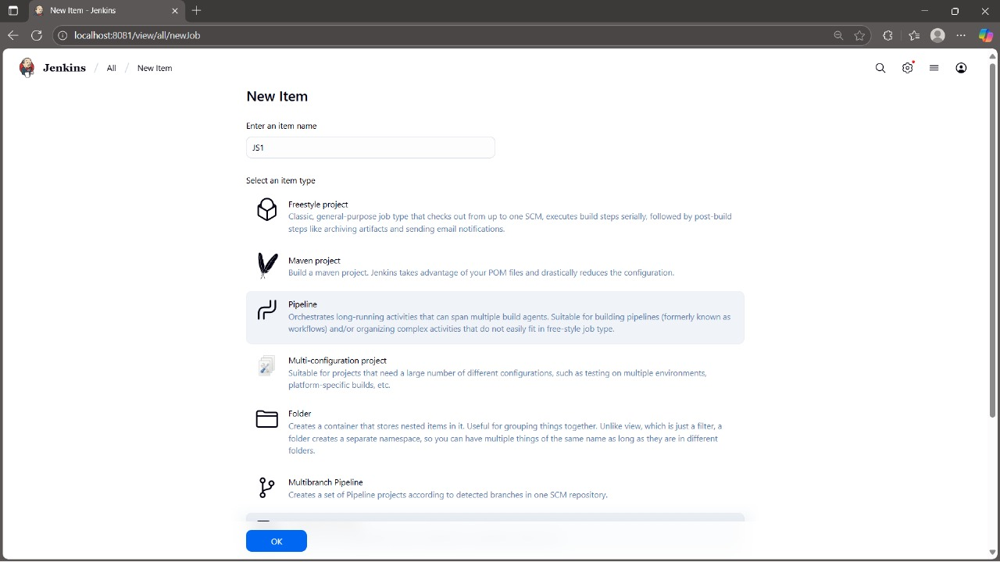 New Item - Jenkins
localhost:8081/view/all/newJob
Jenkins / All / New Item
New Item
Enter an item name
JS1
Select an item type
Freestyle project
Classic, general-purpose job type that checks out from up to one SCM, executes build steps serially, followed by post-build
steps like archiving artifacts and sending email notifications.
Maven project
Build a maven project. Jenkins takes advantage of your POM files and drastically reduces the configuration.
Pipeline
Orchestrates long-running activities that can span multiple build agents. Suitable for building pipelines (formerly known as
workflows) and/or organizing complex activities that do not easily fit in free-style job type.
Multi-configuration project
Suitable for projects that need a large number of different configurations, such as testing on multiple environments,
platform-specific builds, etc.
Folder
Creates a container that stores nested items in it. Useful for grouping things together. Unlike view, which is just a filter, a
folder creates a separate namespace, so you can have multiple things of the same name as long as they are in different
folders.
Multibranch Pipeline
Creates a set of Pipeline projects according to detected branches in one SCM repository.
OK